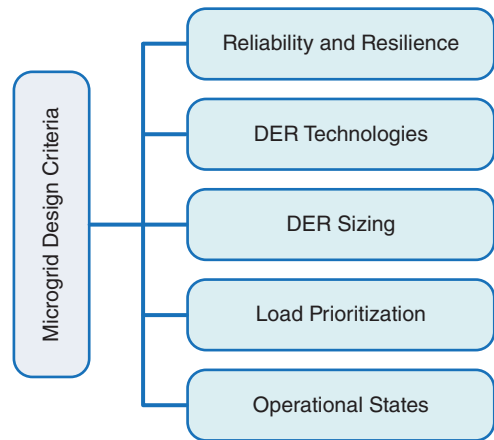 Microgrid Design Criteria
Reliability and Resilience
DER Technologies
DER Sizing
Load Prioritization
Operational States